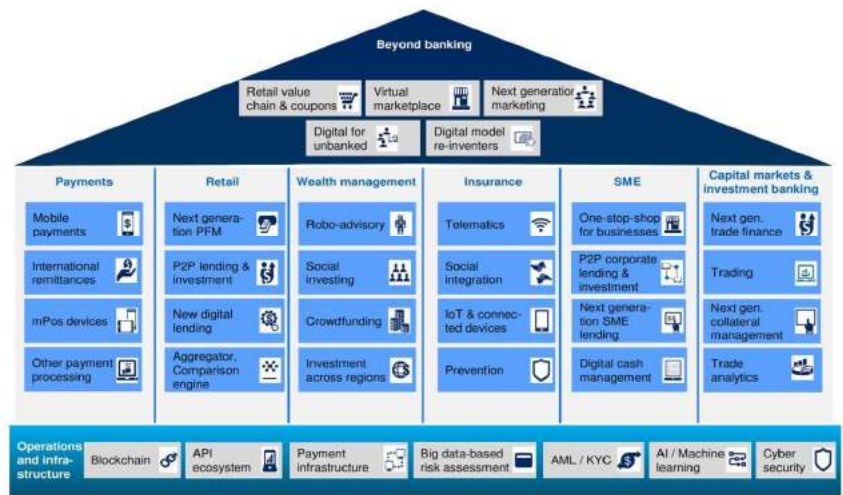 Beyond banking
Retail value
chain & coupons
Virtual
marketplace
Next generation
marketing
Digital for
unbanked
Digital model
re-inventers
Payments
Mobile
payments
International
remittances
mPos devices
Other payment
processing
Retail
Next genera-
tion PFM
P2P lending &
investment
New digital
lending
Aggregator,
Comparison
engine
Wealth management
Robo-advisory
Social
investing
Crowdfunding
Investment
across regions
Insurance
Telematics
Social
integration
IoT & connec-
ted devices
Prevention
SME
One-stop-shop
for businesses
P2P corporate
lending &
investment
Next genera-
tion SME
lending
Digital cash
management
Capital markets &
investment banking
Next gen.
trade finance
Trading
Next gen.
collateral
management
Trade
analytics
Operations
and infra-
structure
Blockchain
API
ecosystem
Payment
infrastructure
Big data-based
risk assessment
AML / KYC
AI / Machine
learning
Cyber
security